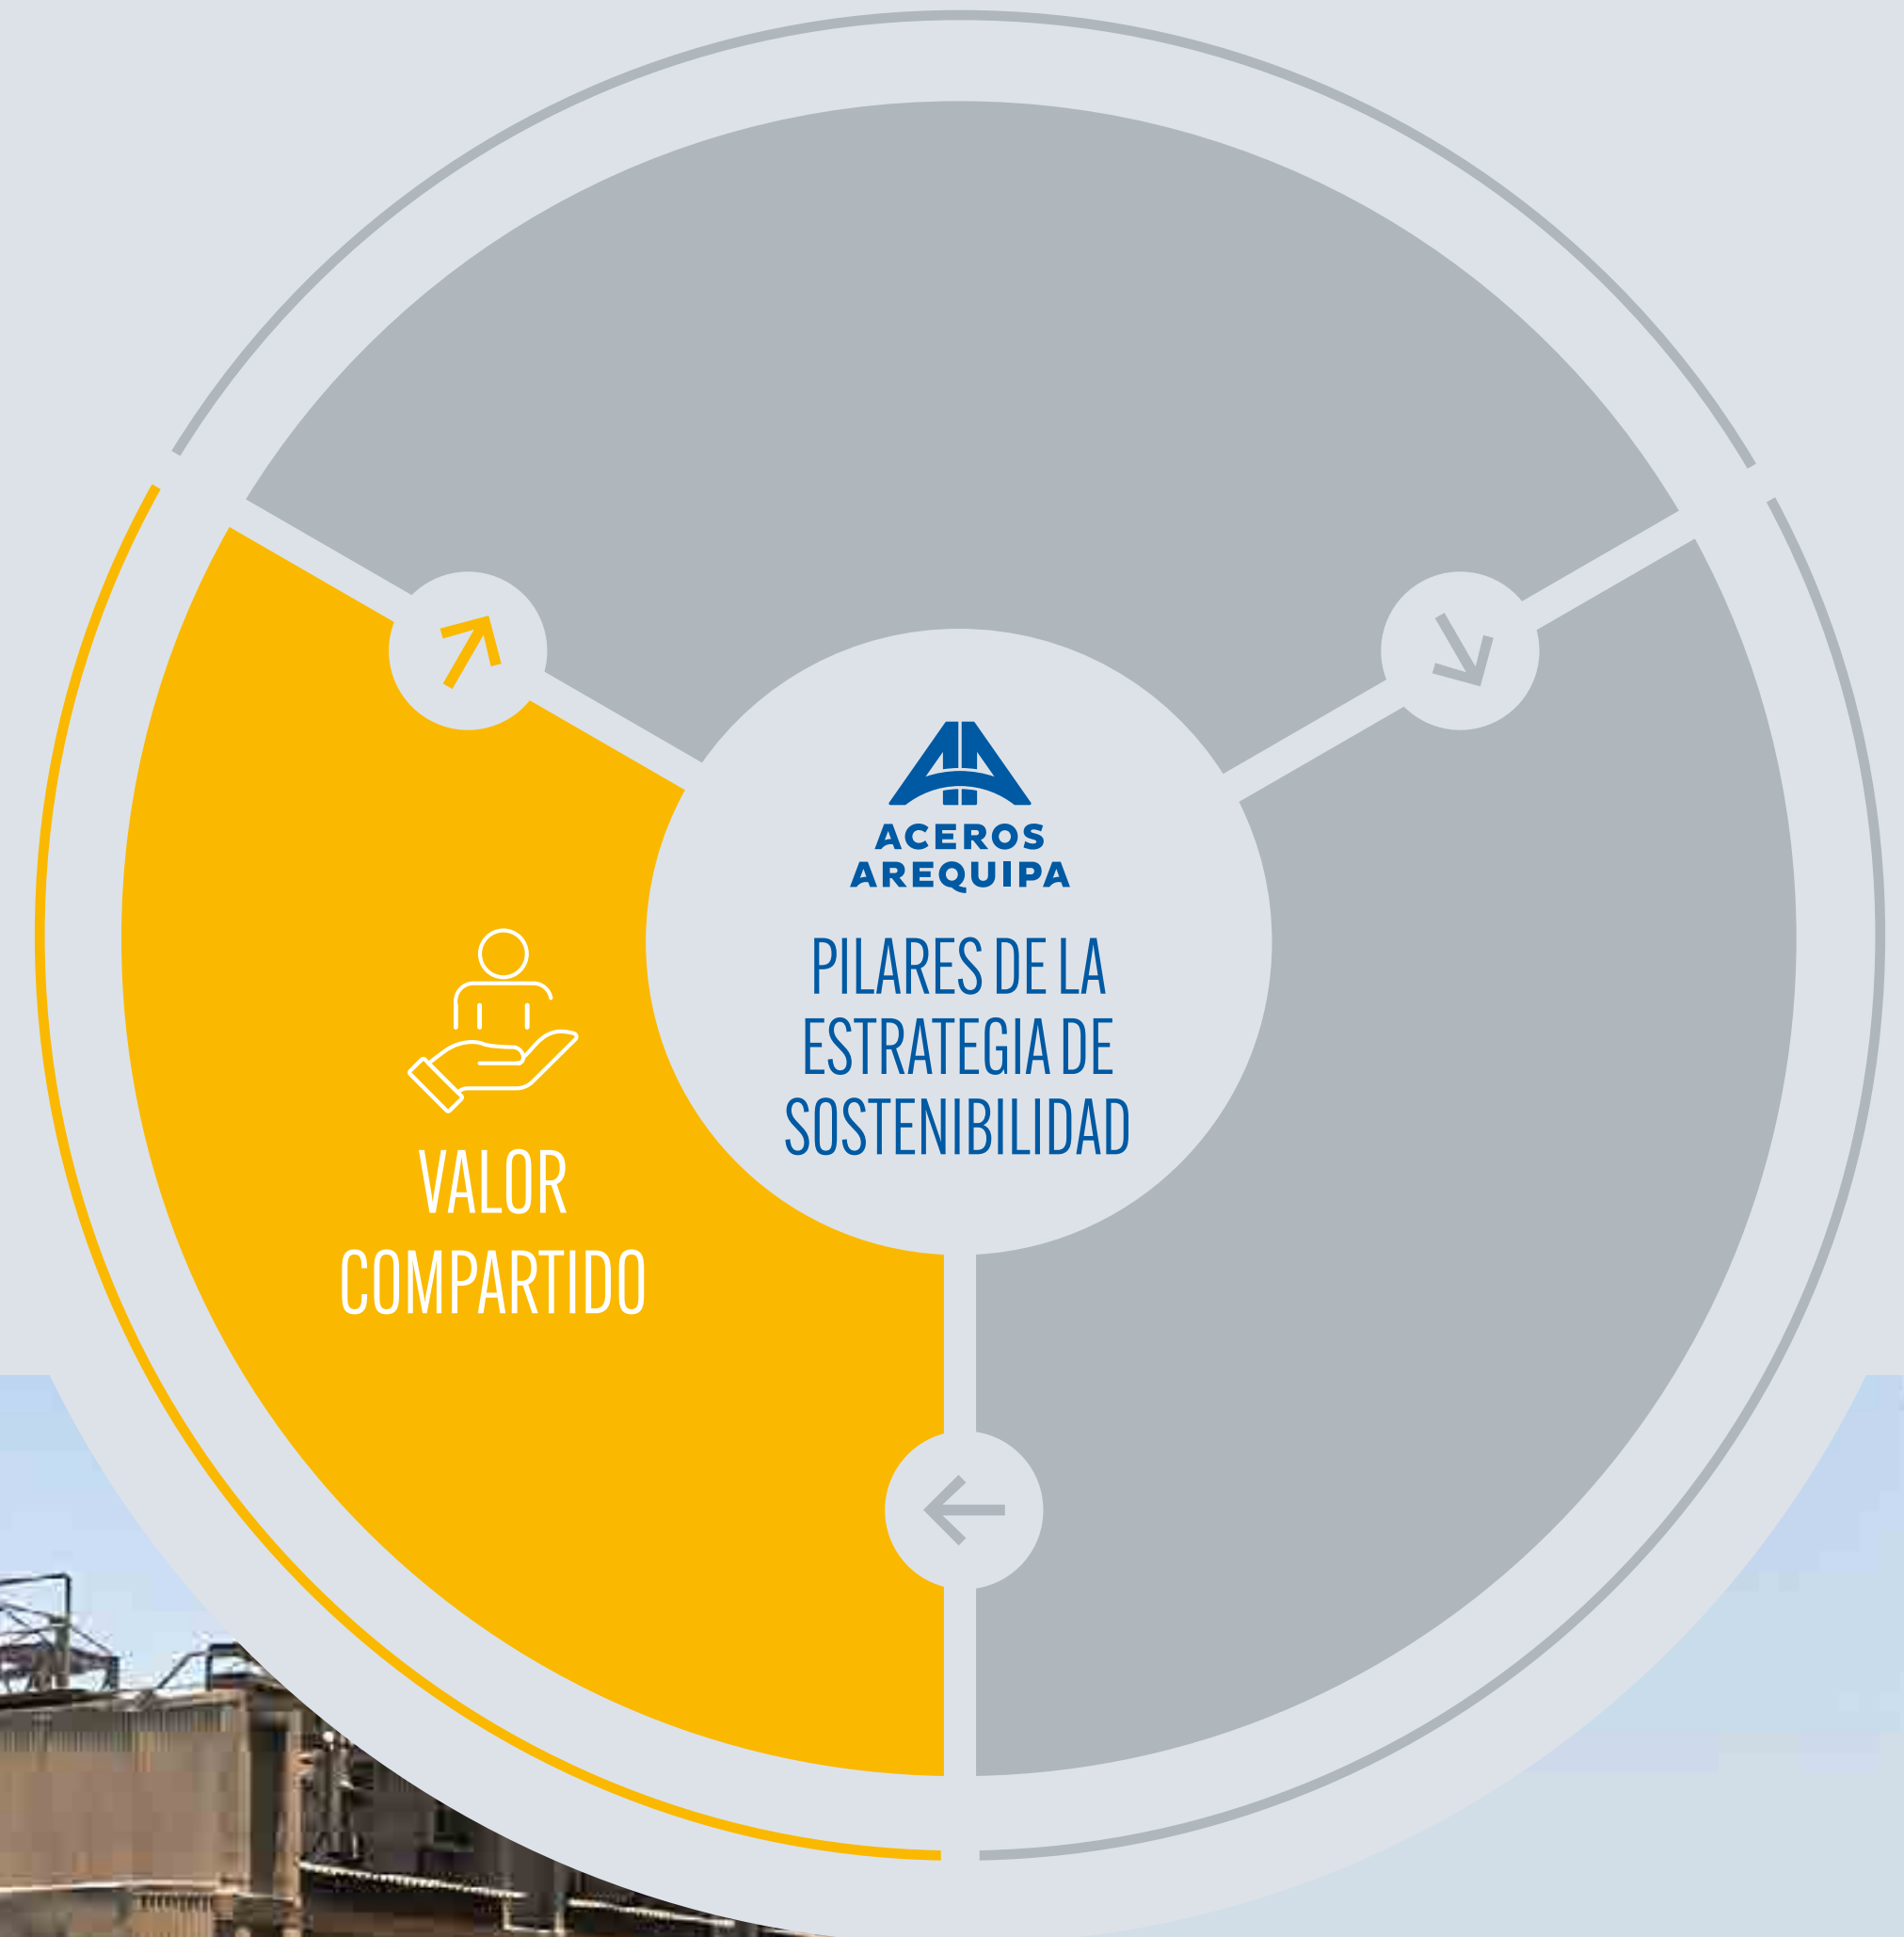 ACEROS
AREQUIPA
PILARES DE LA
ESTRATEGIA DE
SOSTENIBILIDAD
VALOR
COMPARTIDO